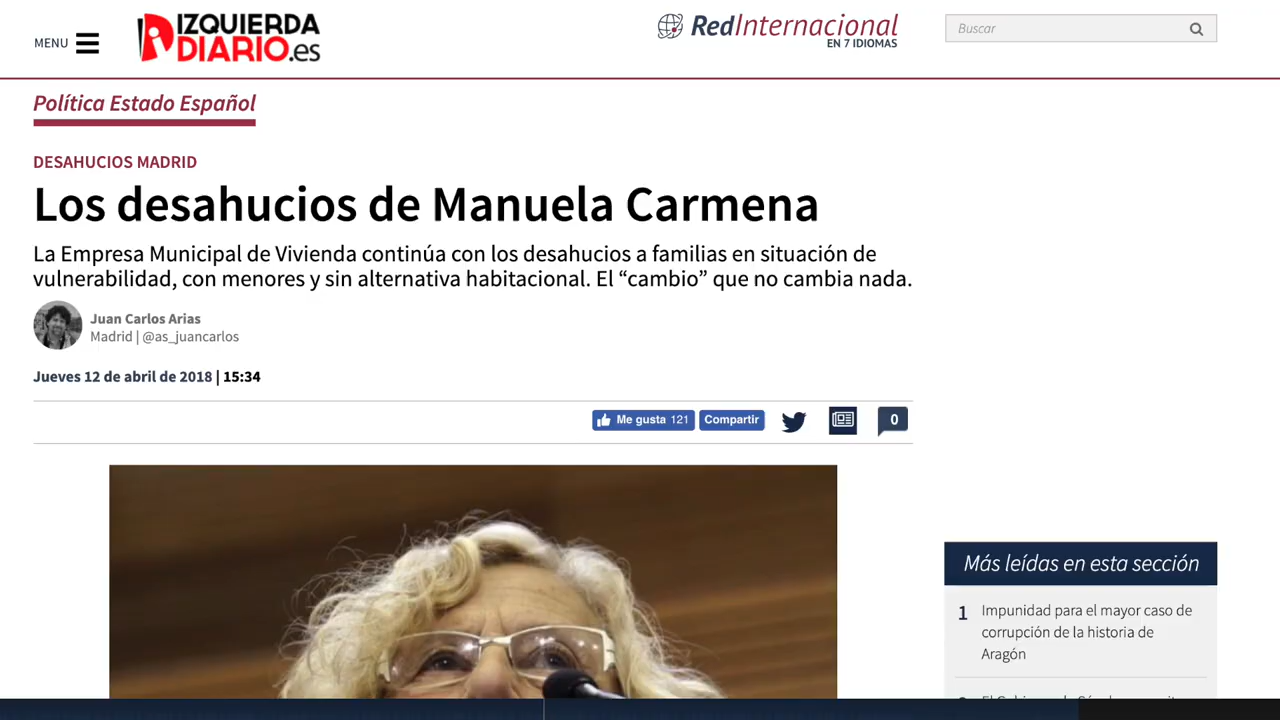 MENU
IZQUIERDA
DIARIO.es
RedInternacional
EN 7 IDIOMAS
Buscar
Política Estado Español
DESAHUCIOS MADRID
Los desahucios de Manuela Carmena
La Empresa Municipal de Vivienda continúa con los desahucios a familias en situación de
vulnerabilidad, con menores y sin alternativa habitacional. El “cambio” que no cambia nada.
Juan Carlos Arias
Madrid | @as_juancarlos
Jueves 12 de abril de 2018 | 15:34
Me gusta 121
Compartir
0
Más leídas en esta sección
1 Impunidad para el mayor caso de
corrupción de la historia de
Aragón